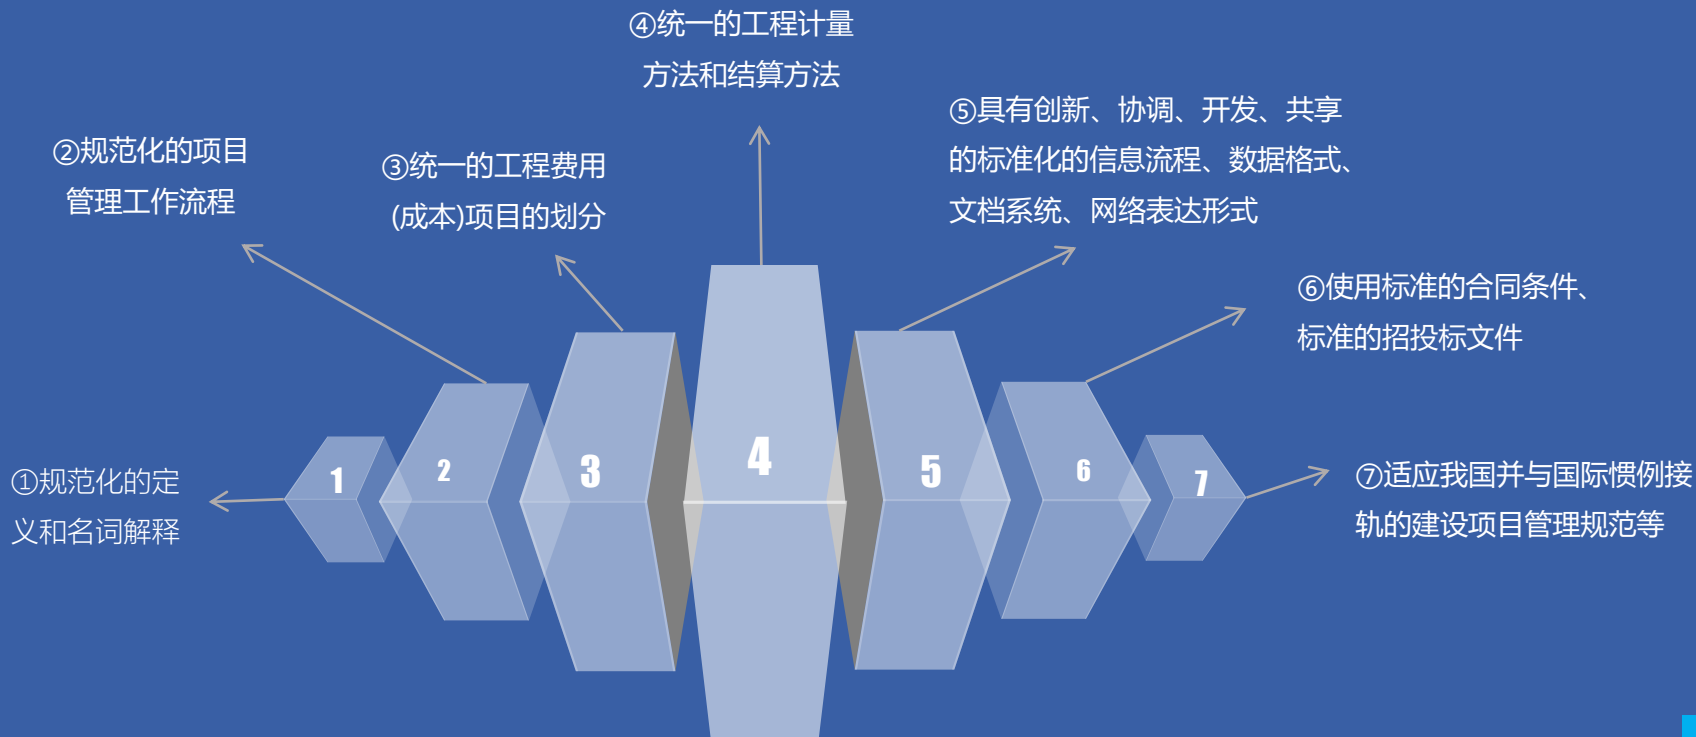 ①规范化的定
义和名词解释
②规范化的项目
管理工作流程
③统一的工程费用
(成本)项目的划分
④统一的工程计量
方法和结算方法
⑤具有创新、协调、开发、共享
的标准化的信息流程、数据格式、
文档系统、网络表达形式
⑥使用标准的合同条件、
标准的招投标文件
⑦适应我国并与国际惯例接
轨的建设项目管理规范等
1
2
3
4
5
6
7